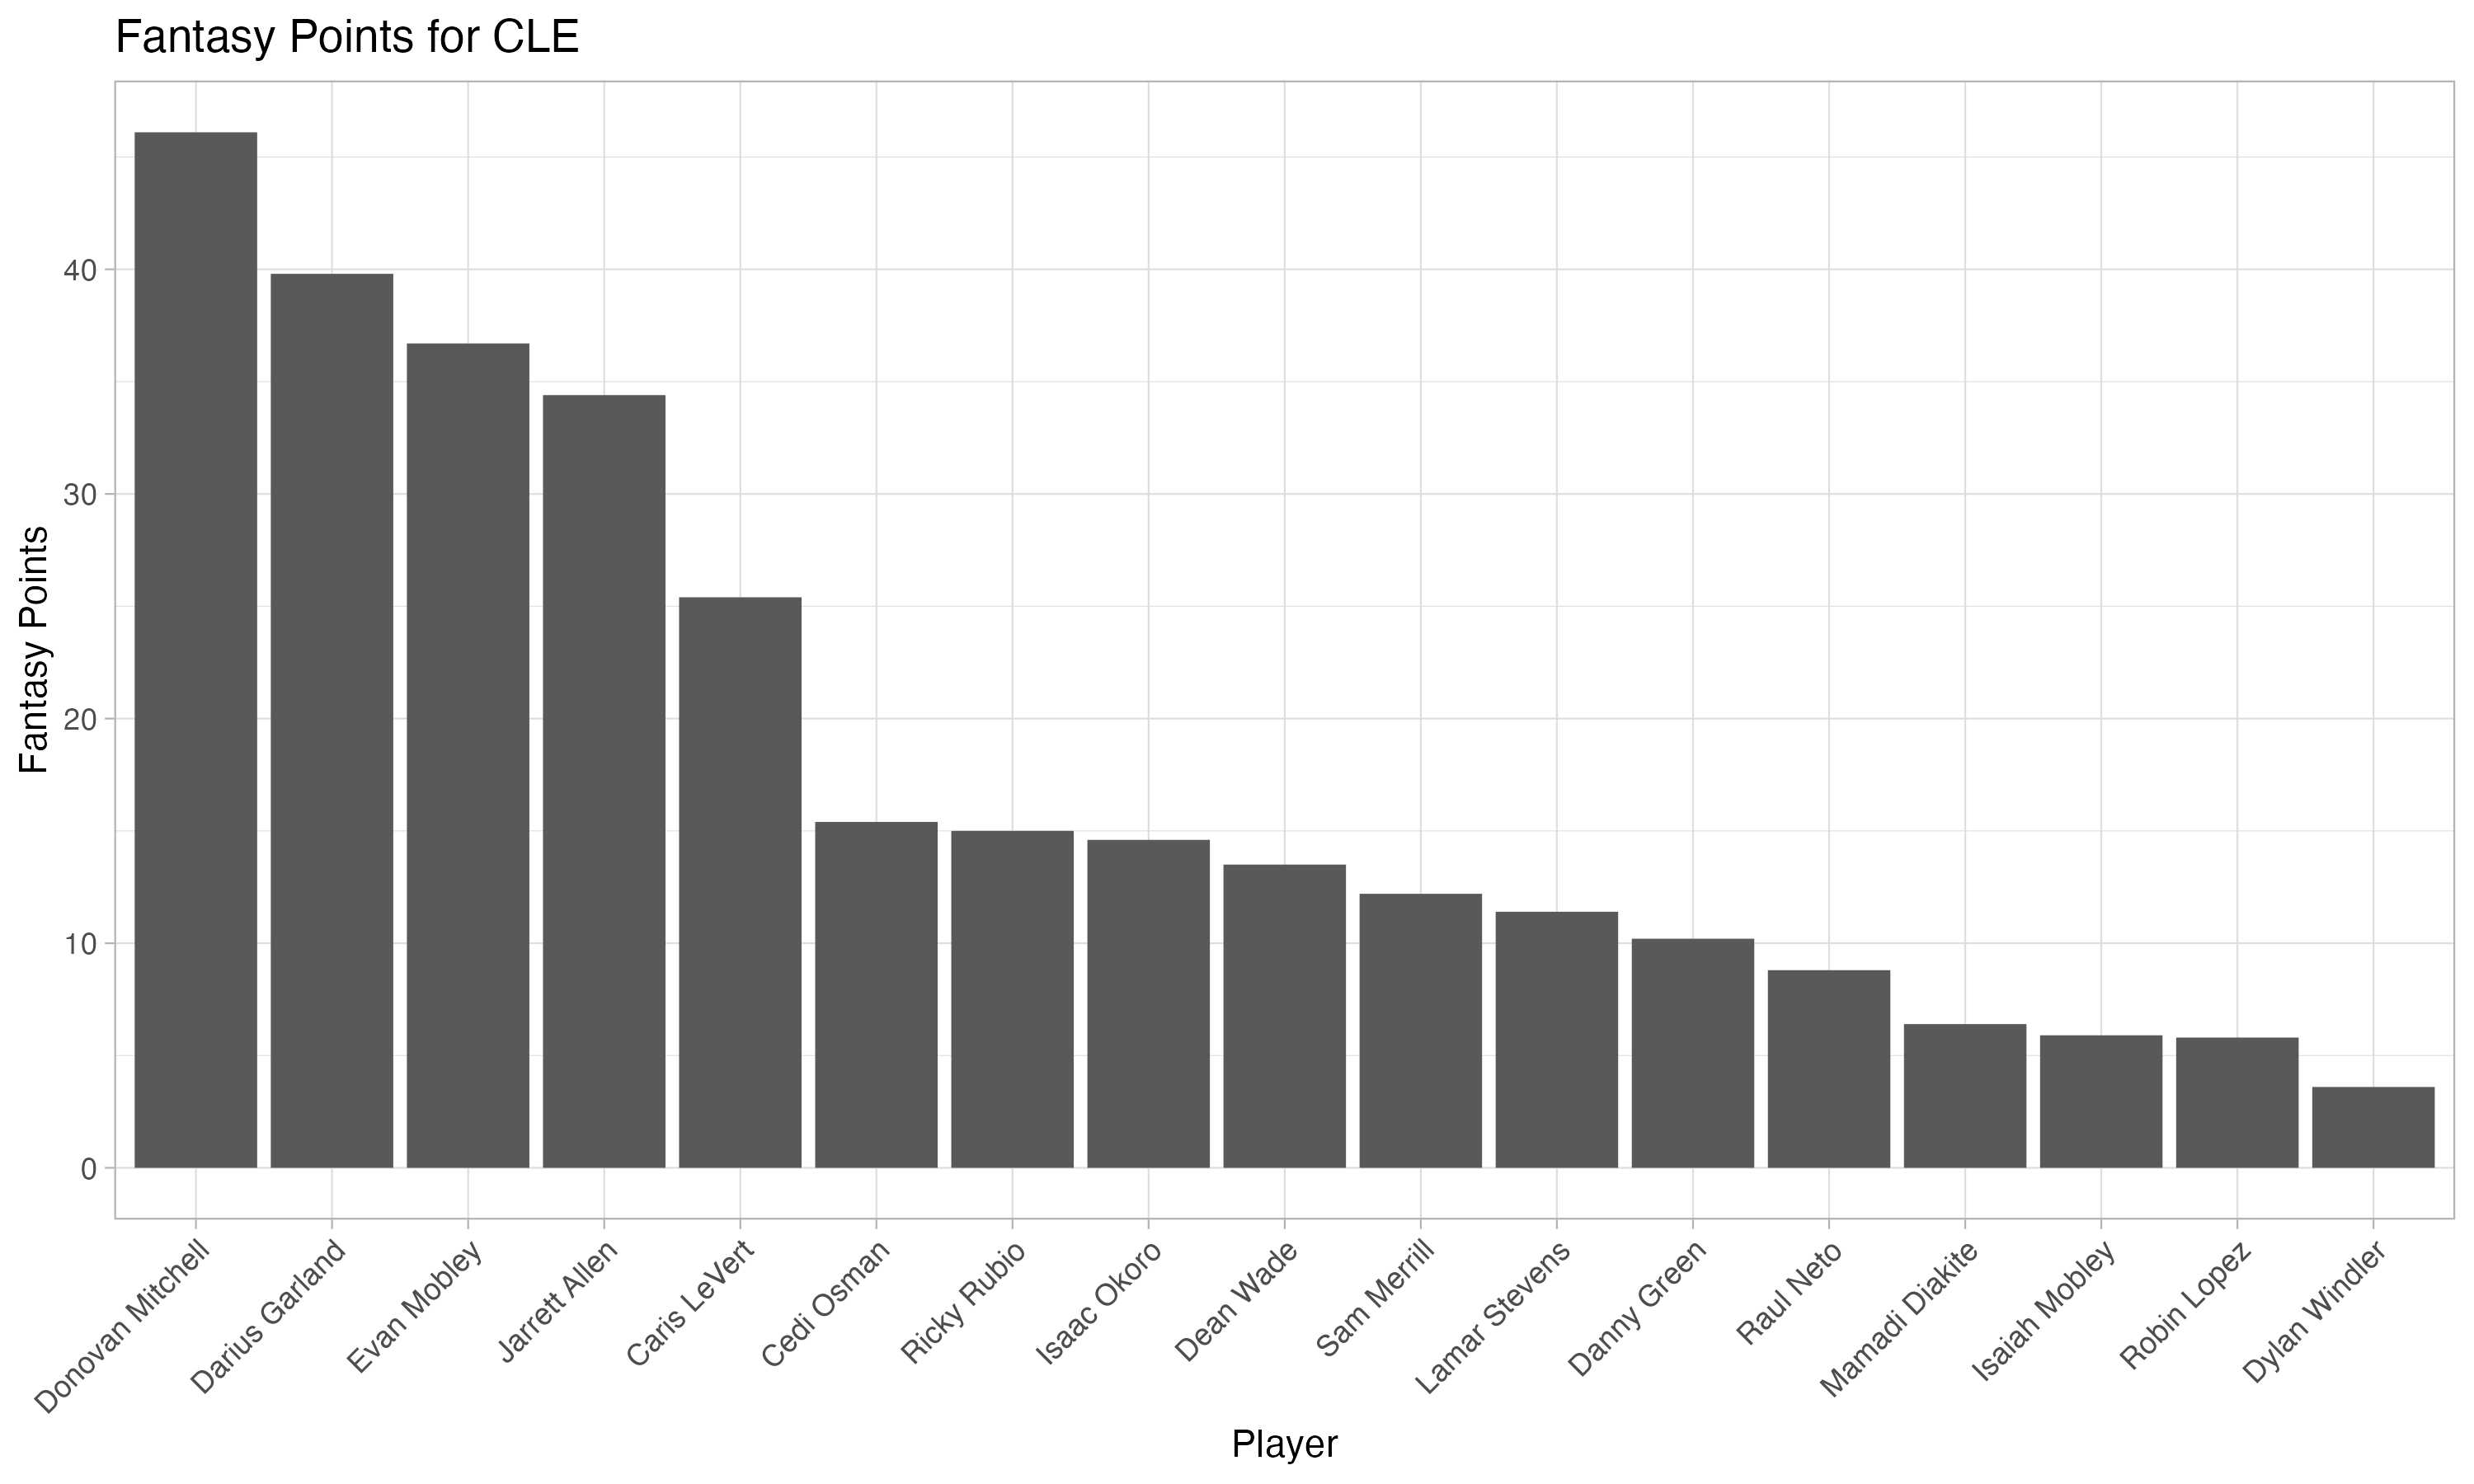 Fantasy Points for CLE
Fantasy Points
40
30
20
10
0
Donovan Mitchell
Darius Garland
Evan Mobley
Jarrett Allen
Caris LeVert
Cedi Osman
Ricky Rubio
Isaac Okoro
Dean Wade
Sam Merrill
Lamar Stevens
Danny Green
Raul Neto
Mamadi Diakite
Isaiah Mobley
Robin Lopez
Dylan Windler
Player